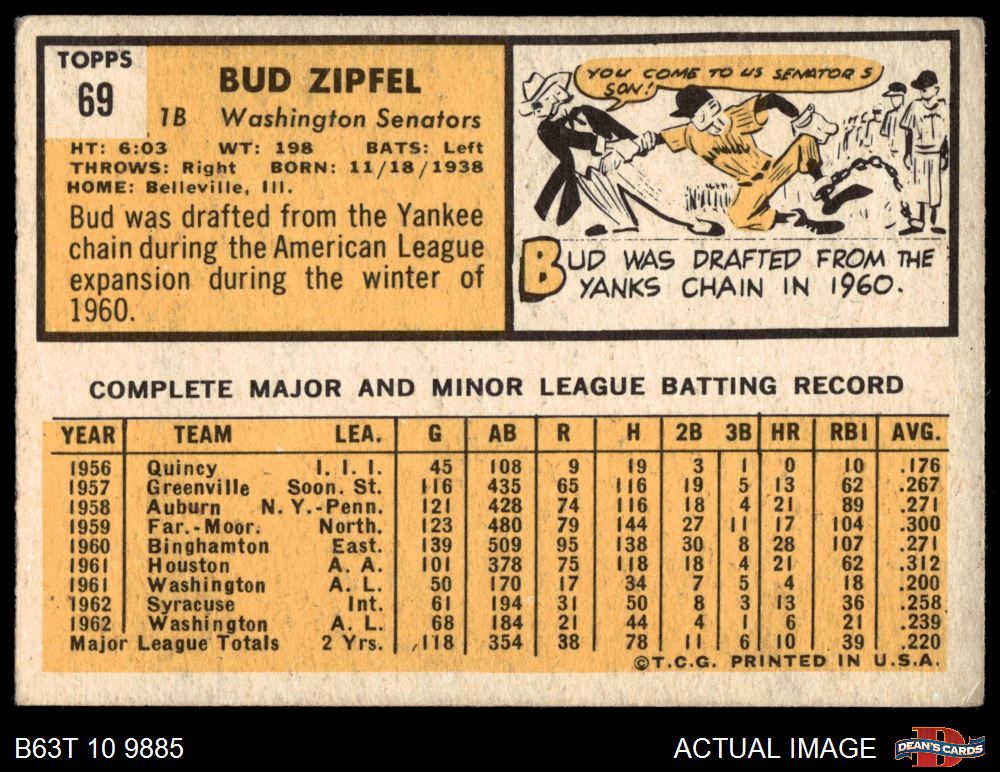 TOPPS
69
BUD ZIPFEL
1B Washington Senators
HT: 6:03 WT: 198 BATS: Left
THROWS: Right BORN: 11/18/1938
HOME: Belleville, Ill.
Bud was drafted from the Yankee
chain during the American League
expansion during the winter of
1960.
YOU COME TO US SENATORS
SON!
BUD WAS DRAFTED FROM THE
YANKS CHAIN IN 1960.
COMPLETE MAJOR AND MINOR LEAGUE BATTING RECORD
YEAR TEAM LEA. G AB R H 2B 3B HR RBI AVG.
1956 Quincy I. I. I. 45 108 9 19 3 1 0 10 .176
1957 Greenville Soon. St. 116 435 65 116 19 5 13 62 .267
1958 Auburn N. Y.-Penn. 121 428 74 116 18 4 21 89 .271
1959 Far.-Moor. North. 123 480 79 144 27 11 17 104 .300
1960 Binghamton East. 139 509 95 138 30 8 28 107 .271
1961 Houston A. A. 101 378 75 118 18 4 21 62 .312
1961 Washington A. L. 50 170 17 34 7 5 4 18 .200
1962 Syracuse Int. 61 194 31 50 8 3 13 36 .258
1962 Washington A. L. 68 184 21 44 4 1 6 21 .239
Major League Totals 2 Yrs. 118 354 38 78 11 6 10 39 .220
©T.C.G. PRINTED IN U.S.A.
B63T 10 9885
ACTUAL IMAGE
DEAN'S CARDS